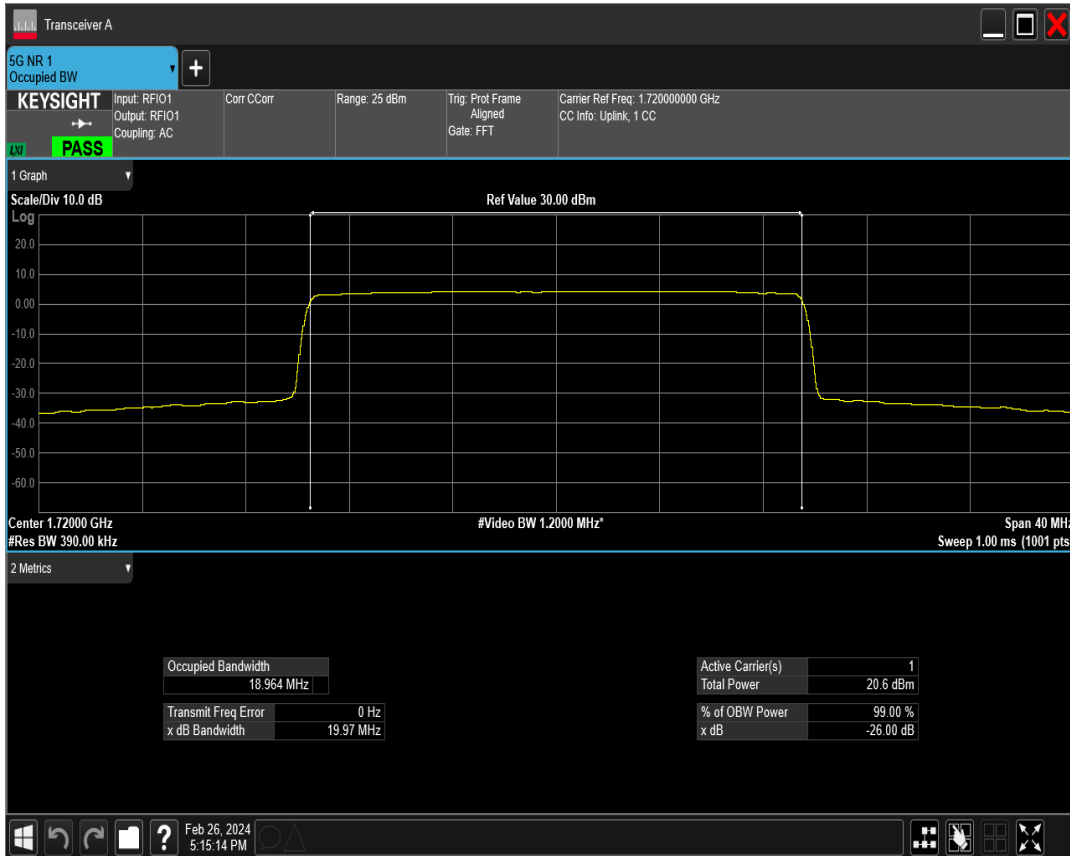 Transceiver A
5G NR 1
Occupied BW
KEYSIGHT
LXI
PASS
Input: RFIO1
Output: RFIO1
Coupling: AC
Corr CCorr
Range: 25 dBm
Trig: Prot Frame
Aligned
Gate: FFT
Carrier Ref Freq: 1.720000000 GHz
CC Info: Uplink, 1 CC
1 Graph
Scale/Div 10.0 dB
Ref Value 30.00 dBm
Log
20.0
10.0
0.00
-10.0
-20.0
-30.0
-40.0
-50.0
-60.0
Center 1.72000 GHz
#Video BW 1.2000 MHz*
Span 40 MHz
#Res BW 390.00 kHz
Sweep 1.00 ms (1001 pts
2 Metrics
Occupied Bandwidth
18.964 MHz
Transmit Freq Error 0 Hz
x dB Bandwidth 19.97 MHz
Active Carrier(s) 1
Total Power 20.6 dBm
% of OBW Power 99.00 %
x dB -26.00 dB
?
Feb 26, 2024
5:15:14 PM